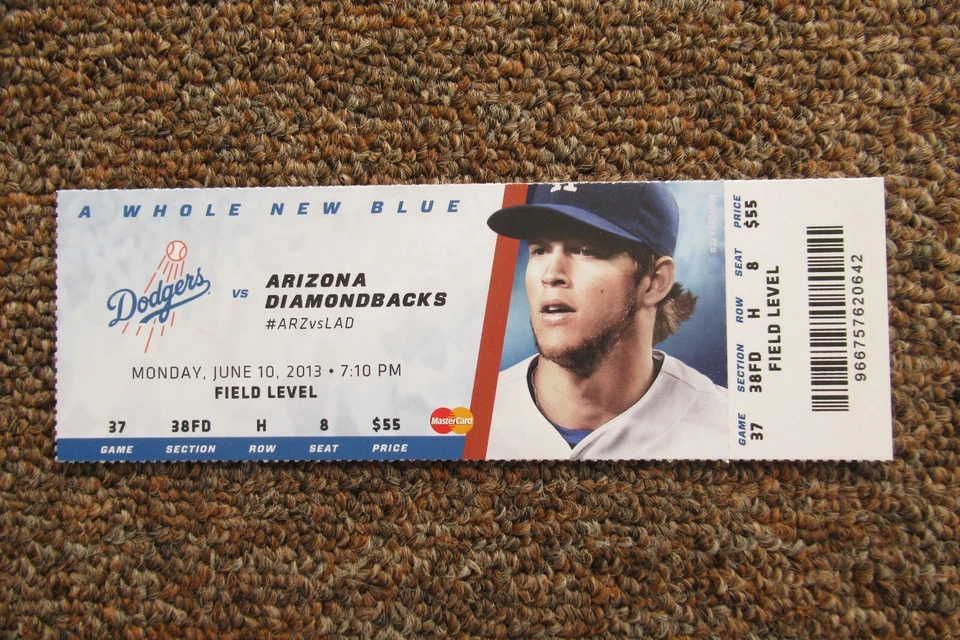 A WHOLE NEW BLUE
Dodgers
VS
ARIZONA
DIAMONDBACKS
#ARZvsLAD
MONDAY, JUNE 10, 2013 • 7:10 PM
FIELD LEVEL
37 38FD H 8 $55
GAME SECTION ROW SEAT PRICE
MasterCard
GAME SECTION ROW SEAT PRICE
37 38FD H 8 $55
FIELD LEVEL
966757620642